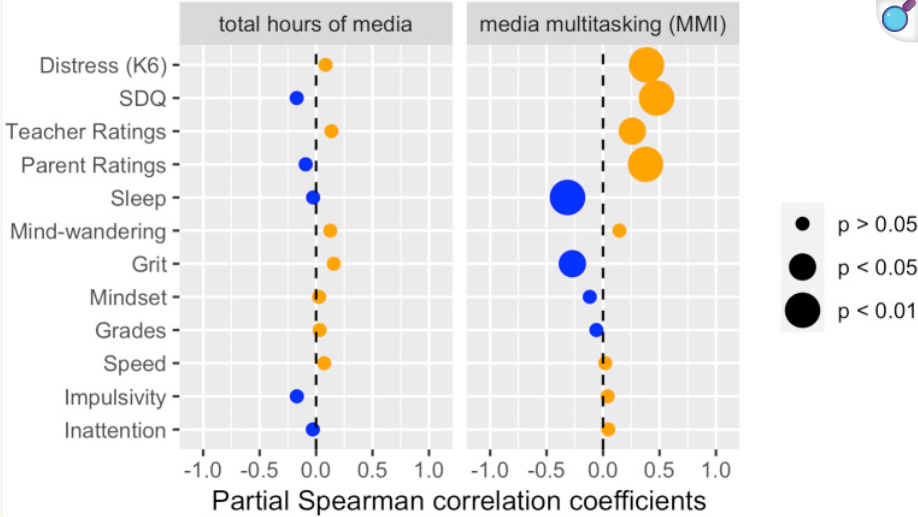 total hours of media
media multitasking (MMI)
Distress (K6)
SDQ
Teacher Ratings
Parent Ratings
Sleep
Mind-wandering
Grit
Mindset
Grades
Speed
Impulsivity
Inattention
-1.0 -0.5 0.0 0.5 1.0
-1.0 -0.5 0.0 0.5 1.0
Partial Spearman correlation coefficients
p > 0.05
p < 0.05
p < 0.01